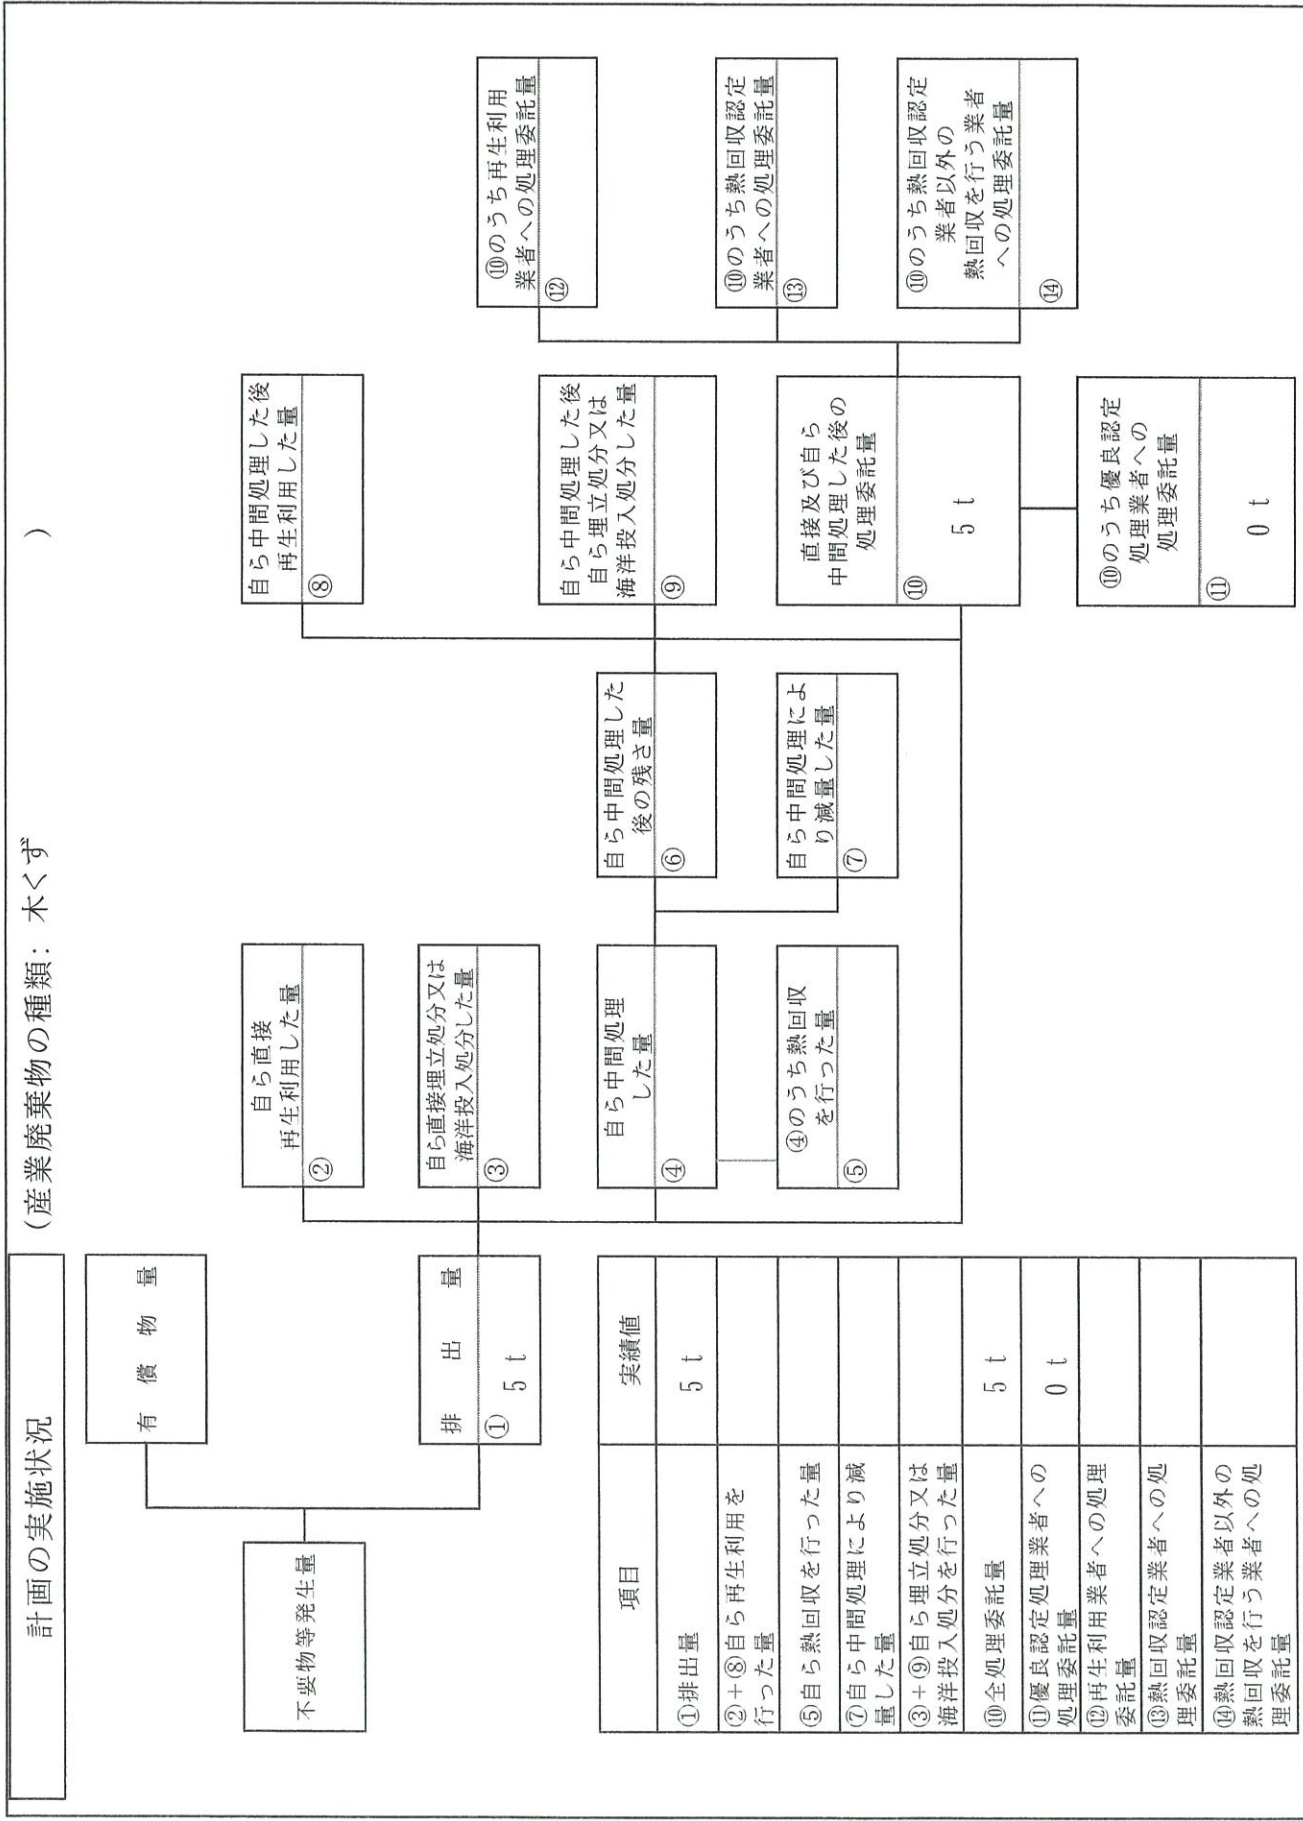 計画の実施状況
(産業廃棄物の種類： 木くず )
不要物等発生量
有償物量
排出量
①
5 t
自ら直接
再生利用した量
②
自ら直接埋立処分又は
海洋投入処分した量
③
自ら中間処理
した量
④
④のうち熱回収
を行った量
⑤
自ら中間処理した
後の残さ量
⑥
自ら中間処理によ
り減量した量
⑦
自ら中間処理した後
再生利用した量
⑧
自ら中間処理した後
自ら埋立処分又は
海洋投入処分した量
⑨
直接及び自ら
中間処理した後の
処理委託量
⑩
5 t
⑩のうち優良認定
処理業者への
処理委託量
⑪
0 t
⑩のうち再生利用
業者への処理委託量
⑫
⑩のうち熱回収認定
業者への処理委託量
⑬
⑩のうち熱回収認定
業者以外の
熱回収を行う業者
への処理委託量
⑭
項目 実績値
①排出量 5 t
②+⑧自ら再生利用を
行った量
⑤自ら熱回収を行った量
⑦自ら中間処理により減
量した量
③+⑨自ら埋立処分又は
海洋投入処分を行った量
⑩全処理委託量 5 t
⑪優良認定処理業者への
処理委託量 0 t
⑫再生利用業者への処理
委託量
⑬熱回収認定業者への処
理委託量
⑭熱回収認定業者以外の
熱回収を行う業者への処
理委託量